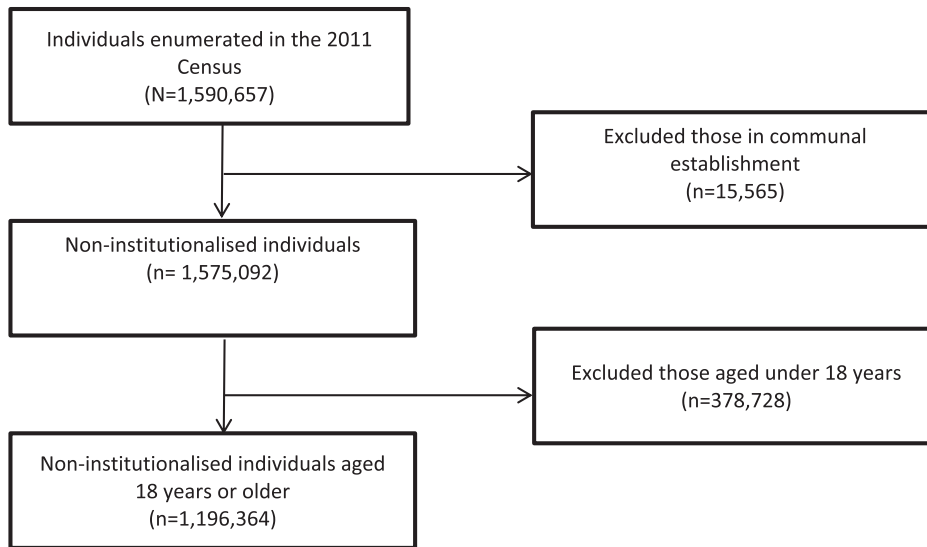 Individuals enumerated in the 2011
Census
(N=1,590,657)
Excluded those in communal
establishment
(n=15,565)
Non-institutionalised individuals
(n= 1,575,092)
Excluded those aged under 18 years
(n=378,728)
Non-institutionalised individuals aged
18 years or older
(n=1,196,364)